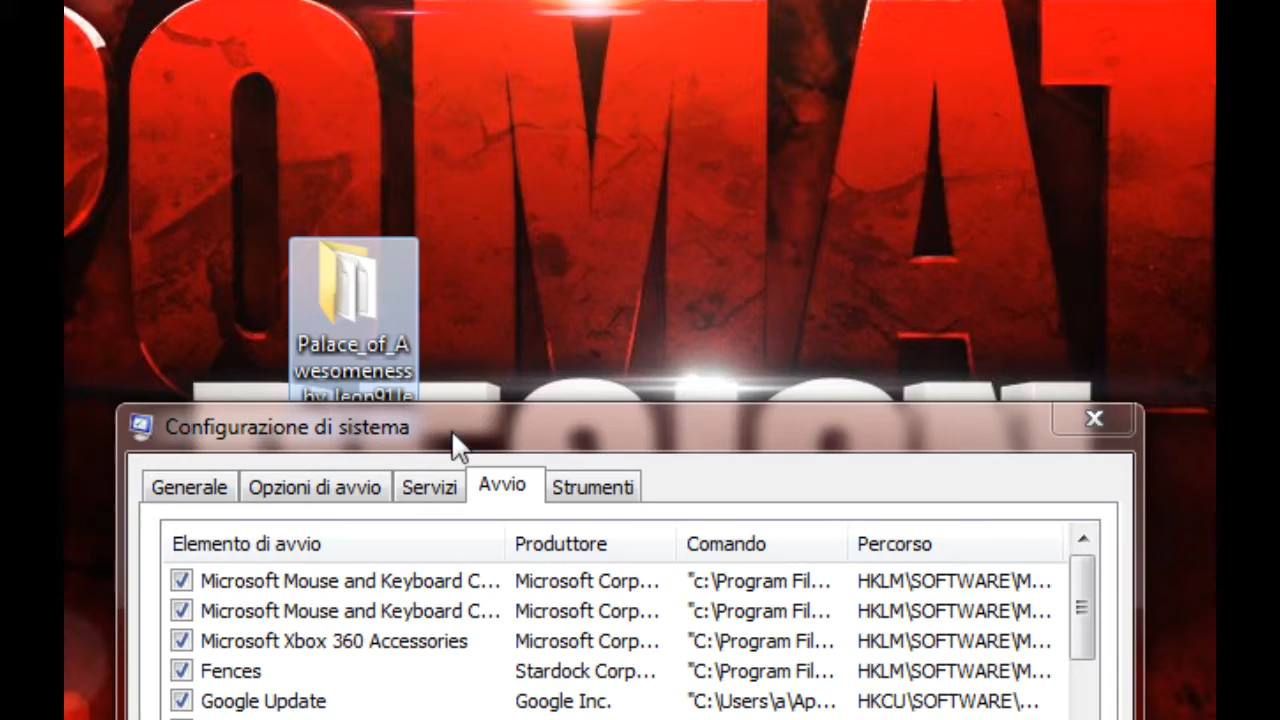 OMAT
Palace_of_A
wesomeness
by_leon91le
Configurazione di sistema
Generale Opzioni di avvio Servizi Avvio Strumenti
Elemento di avvio Produttore Comando Percorso
Microsoft Mouse and Keyboard C... Microsoft Corp... "c:\Program Fil... HKLM\SOFTWARE\M...
Microsoft Mouse and Keyboard C... Microsoft Corp... "c:\Program Fil... HKLM\SOFTWARE\M...
Microsoft Xbox 360 Accessories Microsoft Corp... "C:\Program Fil... HKLM\SOFTWARE\M...
Fences Stardock Corp... "C:\Program Fil... HKLM\SOFTWARE\M...
Google Update Google Inc. "C:\Users\a\Ap... HKCU\SOFTWARE\...